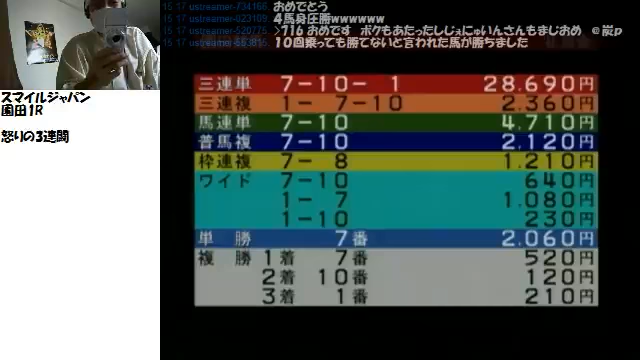 15 17 ustreamer-734166: おめでとう
15 17 ustreamer-023109: 4馬身圧勝wwwwww
15 17 ustreamer-520775: >716 おめです ボクもあたったししぇにゅいんさんもまじおめ @炭p
15 17 10回乗っても勝てないと言われた馬が勝ちました
スマイルジャパン
園田1R
怒りの3連闘
三連単 7-10- 1 28.690円
三連複 1- 7-10 2.360円
馬連単 7-10 4.710円
普馬複 7-10 2.120円
枠連複 7- 8 1.210円
ワイド 7-10 640円
1- 7 1.080円
1-10 230円
単 勝 7番 2.060円
複 勝 1着 7番 520円
2着 10番 120円
3着 1番 210円